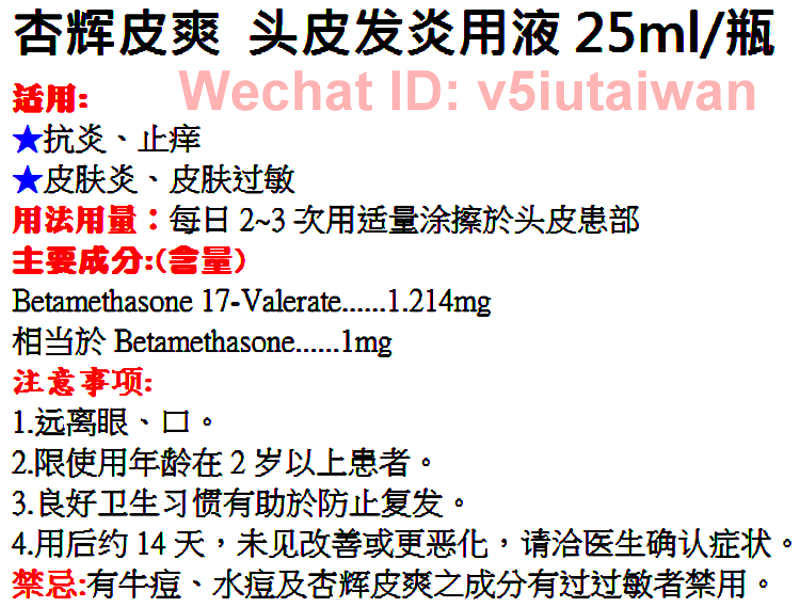 杏辉皮爽 头皮发炎用液 25ml/瓶
Wechat ID: v5iutaiwan
适用:
★抗炎、止痒
★皮肤炎、皮肤过敏
用法用量：每日 2~3 次用适量涂擦於头皮患部
主要成分:(含量)
Betamethasone 17-Valerate......1.214mg
相当於 Betamethasone......1mg
注意事项:
1.远离眼、口。
2.限使用年龄在 2 岁以上患者。
3.良好卫生习惯有助於防止复发。
4.用后约 14 天，未见改善或更恶化，请洽医生确认症状。
禁忌:有牛痘、水痘及杏辉皮爽之成分有过过敏者禁用。